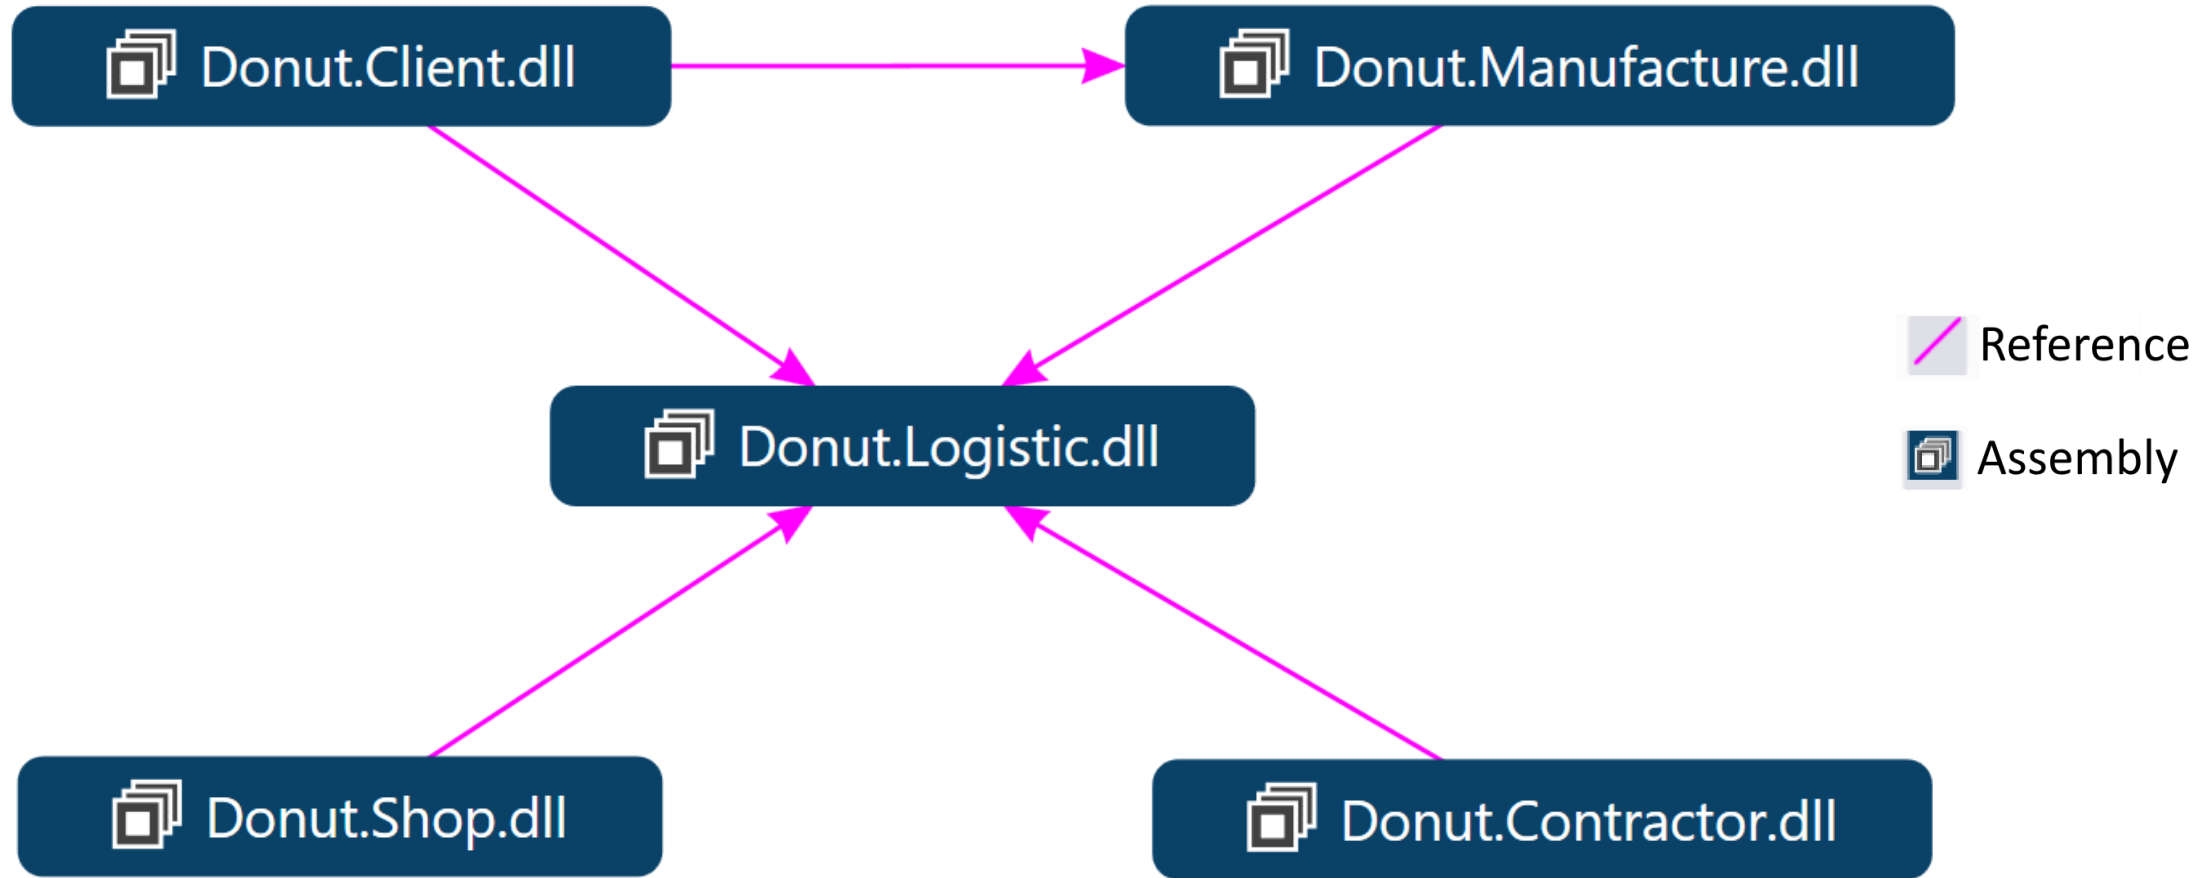 Donut.Client.dll
Donut.Manufacture.dll
Reference
Donut.Logistic.dll
Assembly
Donut.Shop.dll
Donut.Contractor.dll